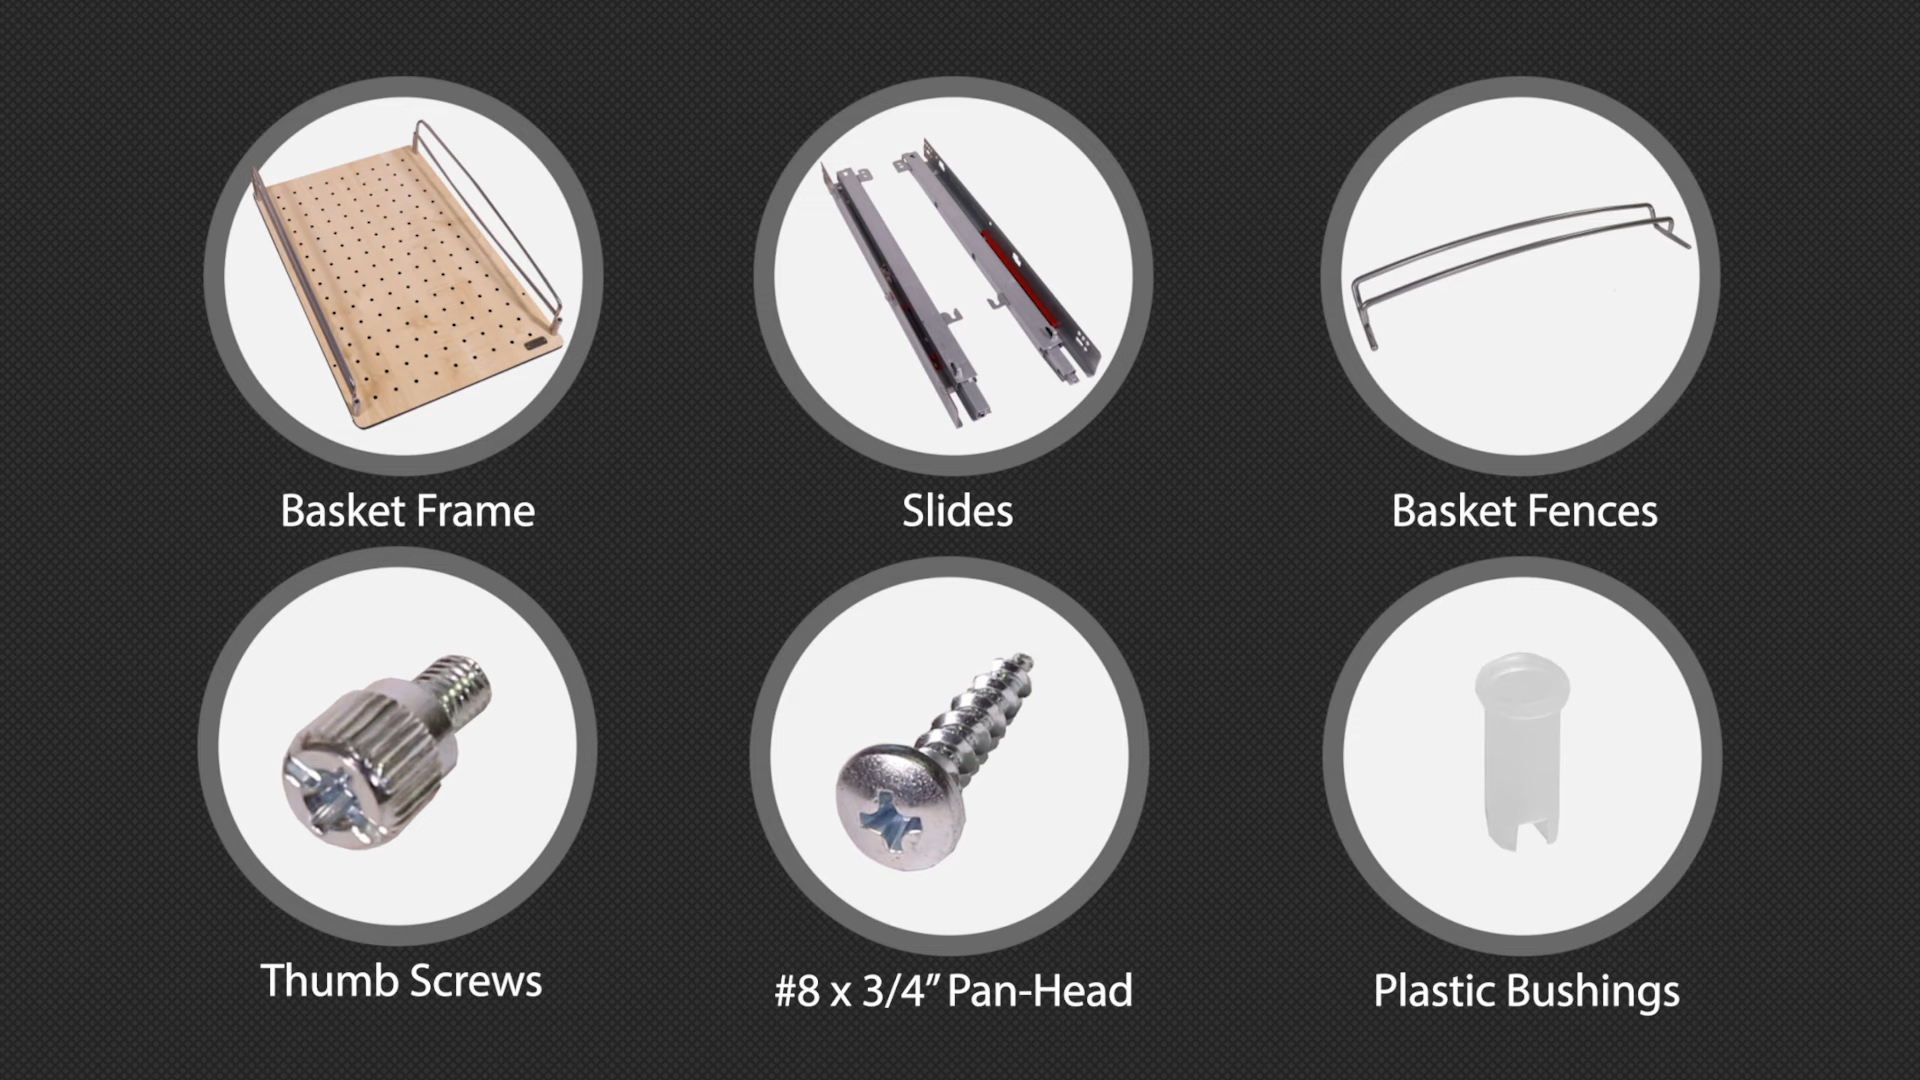 Basket Frame
Slides
Basket Fences
Thumb Screws
#8 x 3/4” Pan-Head
Plastic Bushings